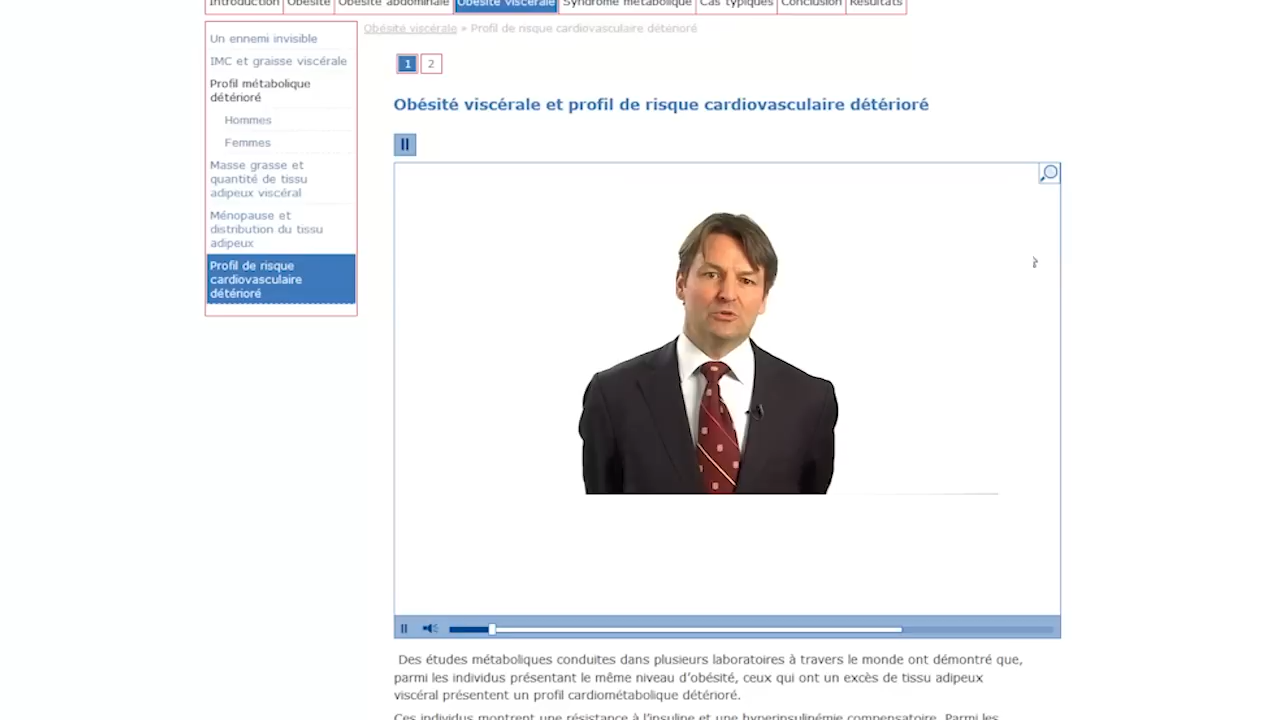 Introduction Obésité Obésité abdominale Obésité viscérale Syndrome métabolique Cas typiques Conclusion Résultats
Obésité viscérale » Profil de risque cardiovasculaire détérioré
Un ennemi invisible
IMC et graisse viscérale
Profil métabolique
détérioré
Hommes
Femmes
Masse grasse et
quantité de tissu
adipeux viscéral
Ménopause et
distribution du tissu
adipeux
Profil de risque
cardiovasculaire
détérioré
1 2
Obésité viscérale et profil de risque cardiovasculaire détérioré
Des études métaboliques conduites dans plusieurs laboratoires à travers le monde ont démontré que,
parmi les individus présentant le même niveau d’obésité, ceux qui ont un excès de tissu adipeux
viscéral présentent un profil cardiométabolique détérioré.
Ces individus montrent une résistance à l’insuline et une hyperinsulinémie compensatoire. Parmi les